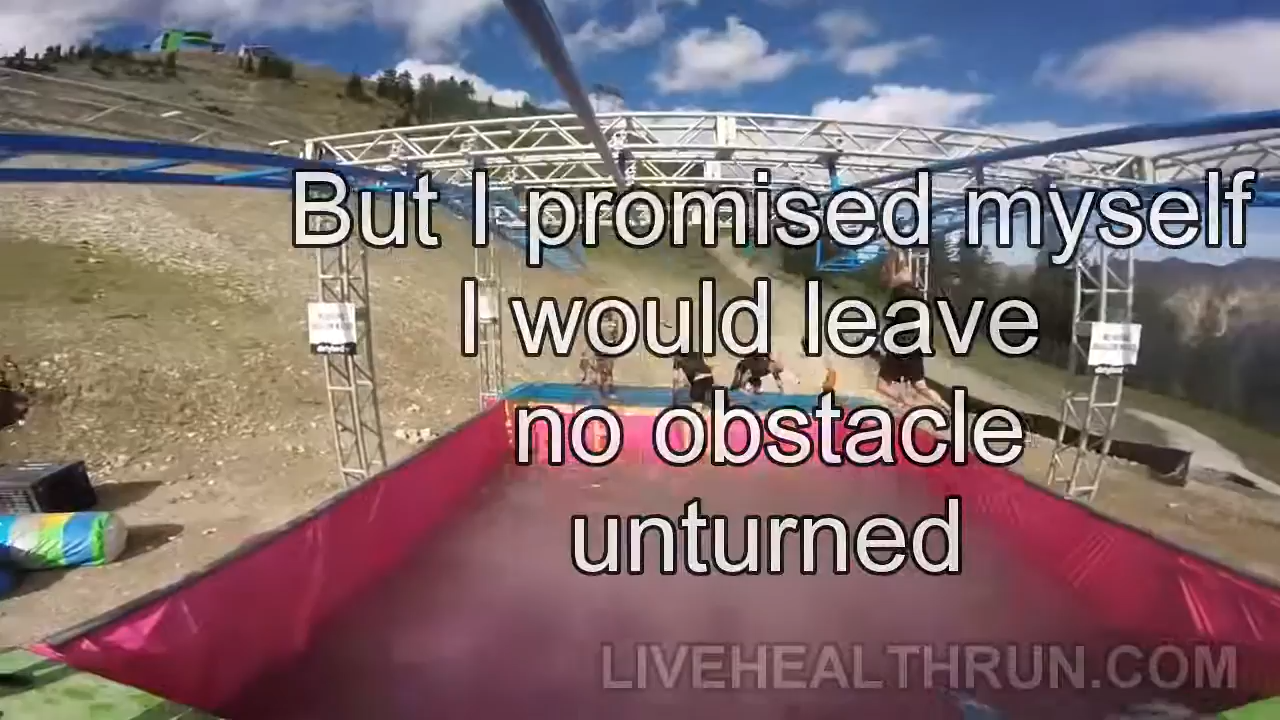 But I promised myself
I would leave
no obstacle
unturned
LIVEHEALTHRUN.COM